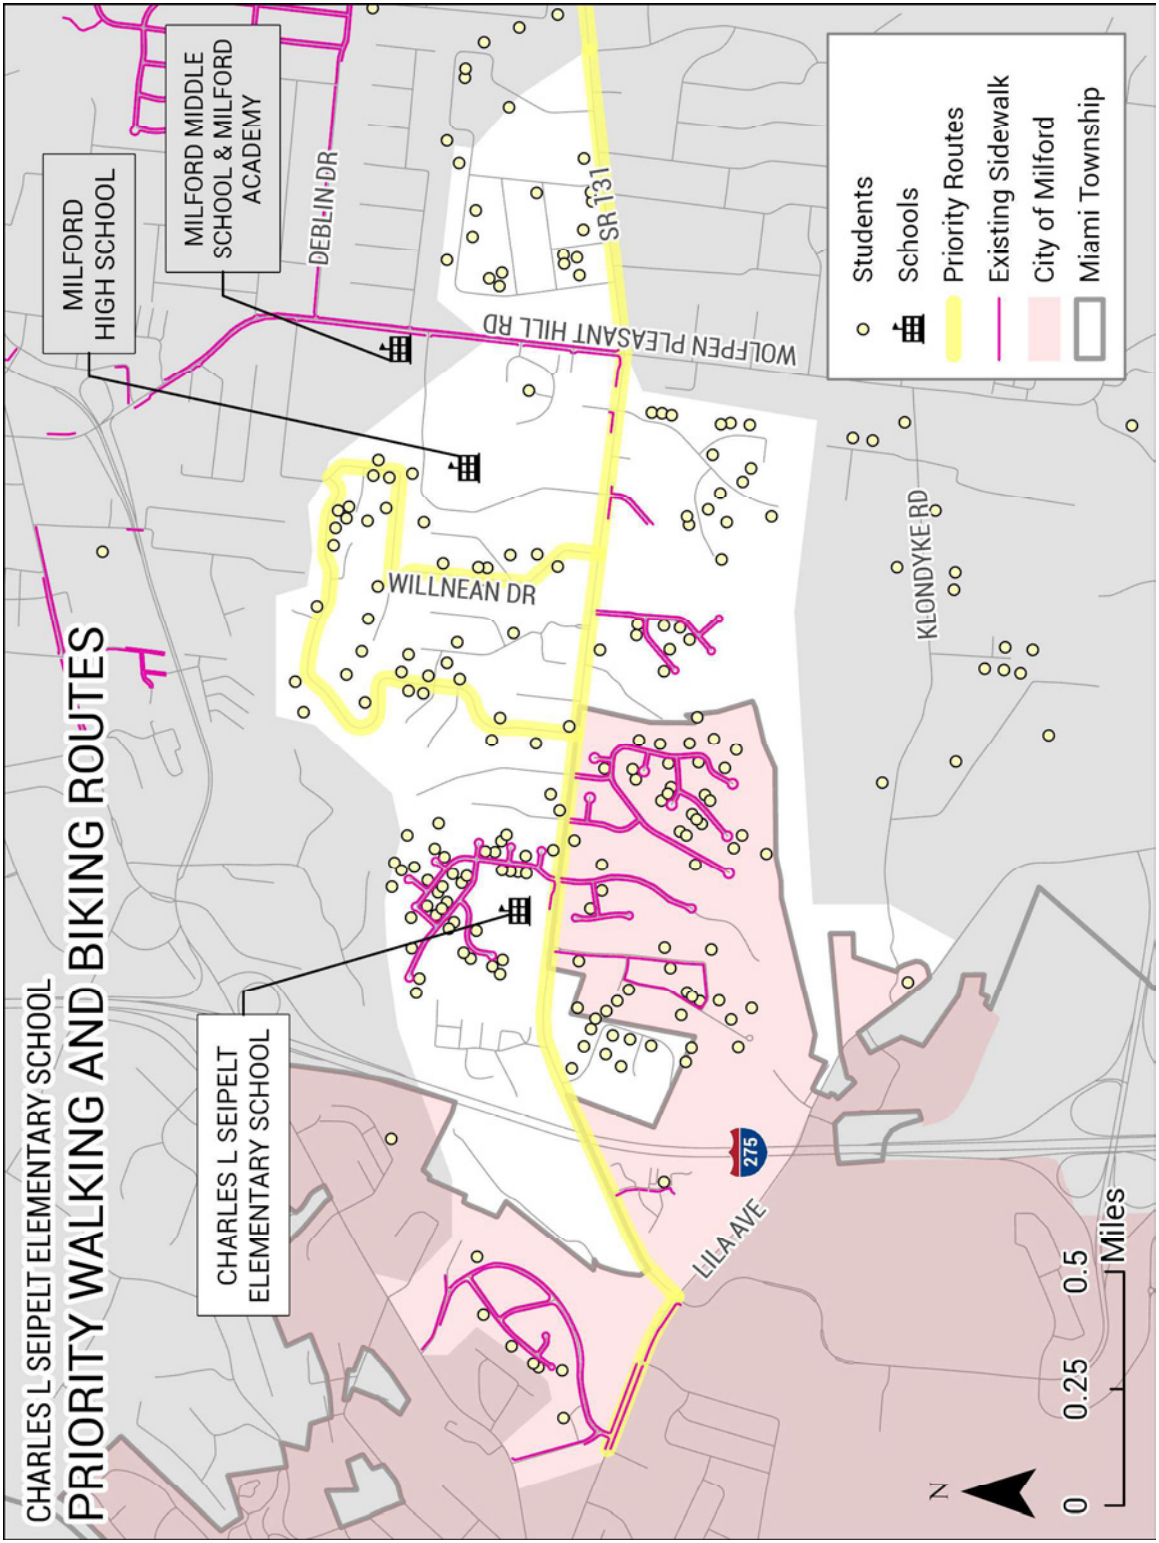 CHARLES L SEIPELT ELEMENTARY SCHOOL
PRIORITY WALKING AND BIKING ROUTES
MILFORD
HIGH SCHOOL
MILFORD MIDDLE
SCHOOL & MILFORD
ACADEMY
CHARLES L SEIPELT
ELEMENTARY SCHOOL
DEBLIN DR
WILLNEAN DR
WOLFPEN PLEASANT HILL RD
SR 131
KLONDYKE RD
LILA AVE
275
Students
Schools
Priority Routes
Existing Sidewalk
City of Milford
Miami Township
N
0 0.25 0.5
Miles